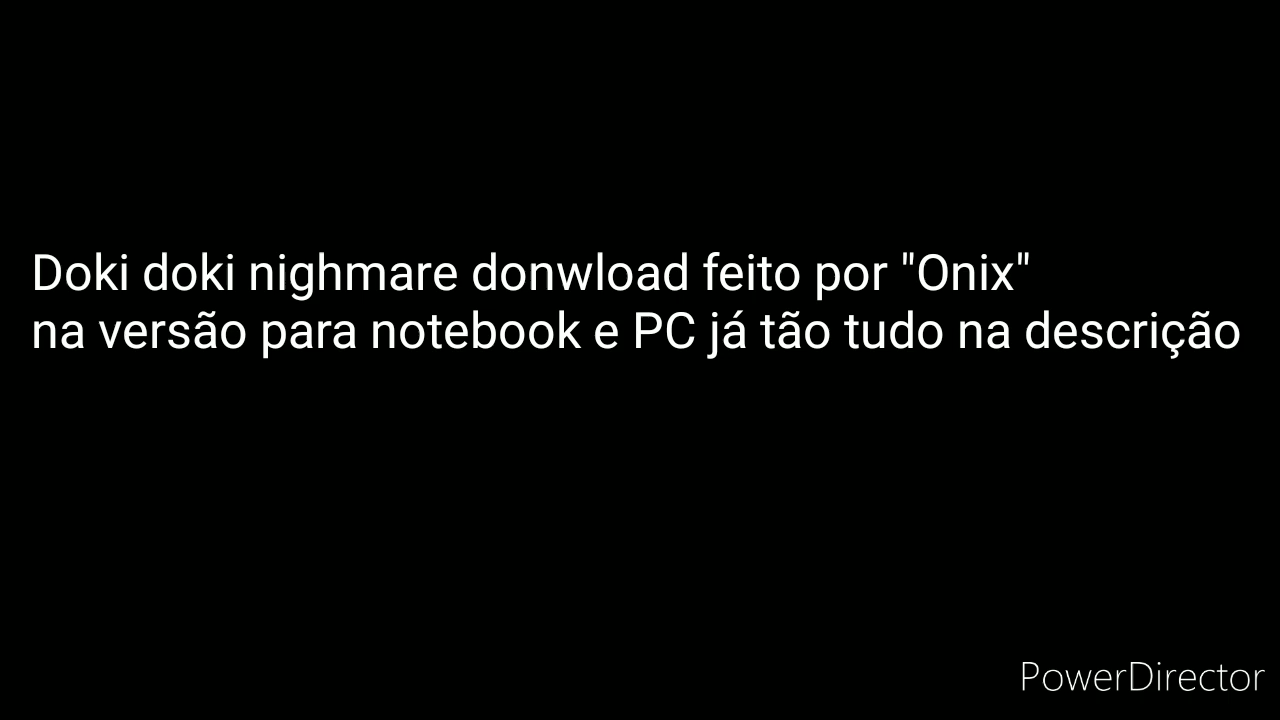 Doki doki nighmare donwload feito por "Onix"
na versão para notebook e PC já tão tudo na descrição
PowerDirector